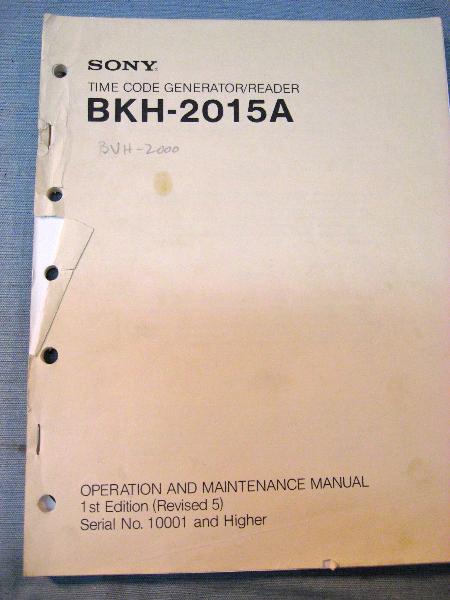 SONY
TIME CODE GENERATOR/READER
BKH-2015A
BVH-2000
OPERATION AND MAINTENANCE MANUAL
1st Edition (Revised 5)
Serial No. 10001 and Higher